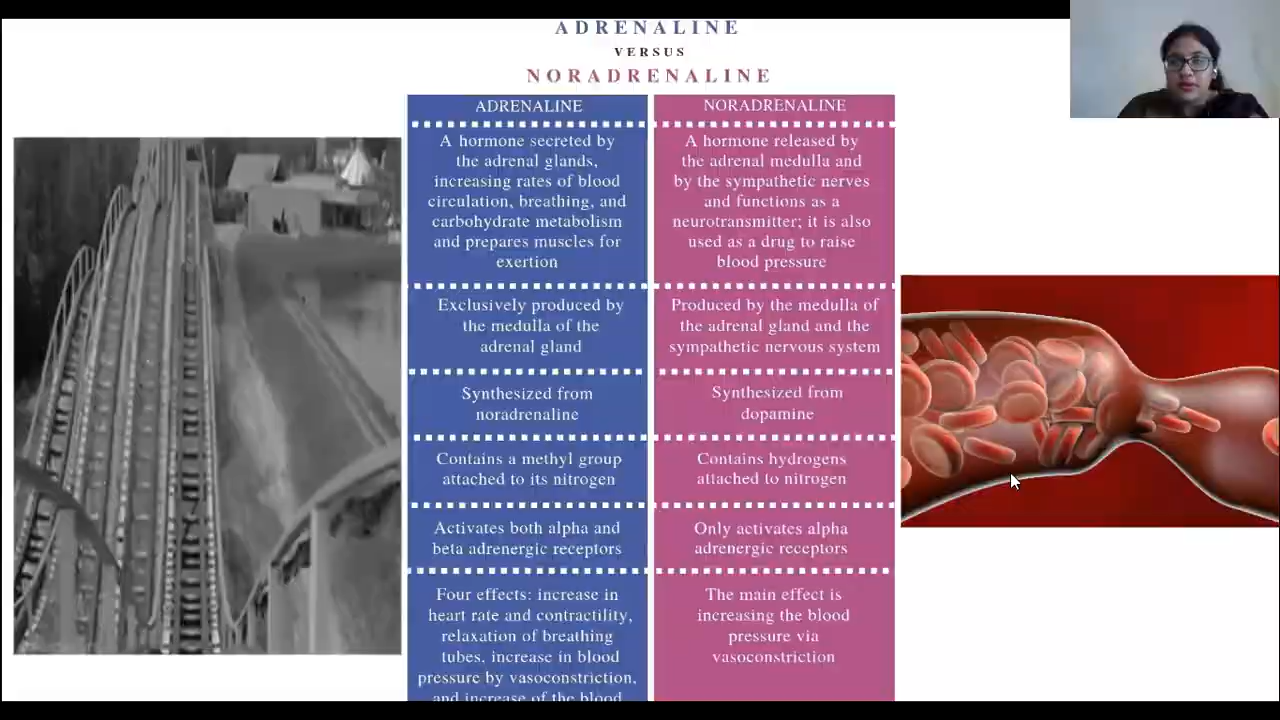 ADRENALINE
VERSUS
NORADRENALINE
ADRENALINE
A hormone secreted by
the adrenal glands,
increasing rates of blood
circulation, breathing, and
carbohydrate metabolism
and prepares muscles for
exertion
Exclusively produced by
the medulla of the
adrenal gland
Synthesized from
noradrenaline
Contains a methyl group
attached to its nitrogen
Activates both alpha and
beta adrenergic receptors
Four effects: increase in
heart rate and contractility,
relaxation of breathing
tubes, increase in blood
pressure by vasoconstriction,
and increase of the blood
NORADRENALINE
A hormone released by
the adrenal medulla and
by the sympathetic nerves
and functions as a
neurotransmitter; it is also
used as a drug to raise
blood pressure
Produced by the medulla of
the adrenal gland and the
sympathetic nervous system
Synthesized from
dopamine
Contains hydrogens
attached to nitrogen
Only activates alpha
adrenergic receptors
The main effect is
increasing the blood
pressure via
vasoconstriction